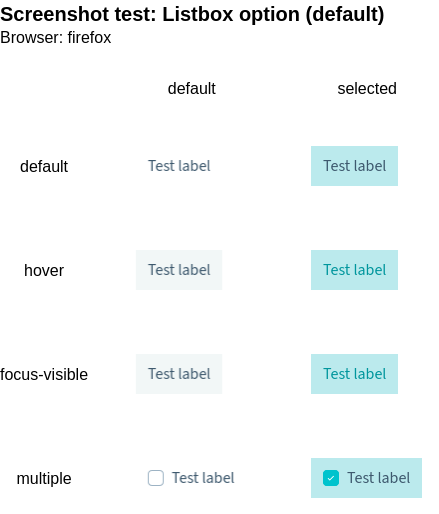 Screenshot test: Listbox option (default)
Browser: firefox
default selected
default Test label Test label
hover Test label Test label
focus-visible Test label Test label
multiple Test label Test label